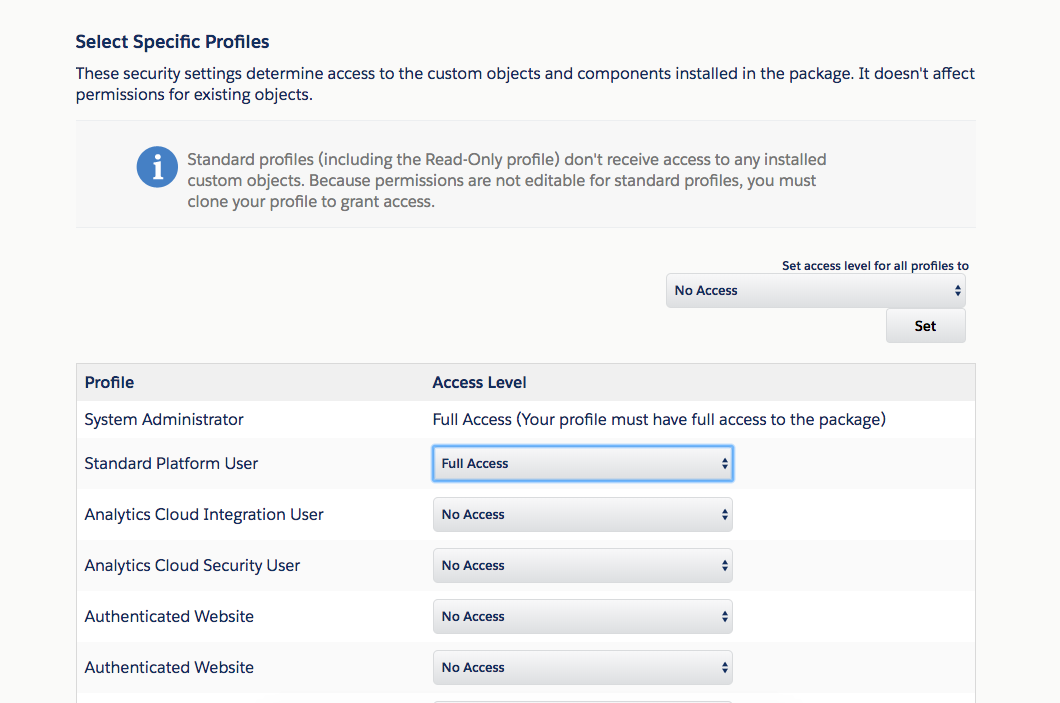 Select Specific Profiles
These security settings determine access to the custom objects and components installed in the package. It doesn't affect
permissions for existing objects.
Standard profiles (including the Read-Only profile) don't receive access to any installed
custom objects. Because permissions are not editable for standard profiles, you must
clone your profile to grant access.
Set access level for all profiles to
No Access
Set
Profile Access Level
System Administrator Full Access (Your profile must have full access to the package)
Standard Platform User Full Access
Analytics Cloud Integration User No Access
Analytics Cloud Security User No Access
Authenticated Website No Access
Authenticated Website No Access